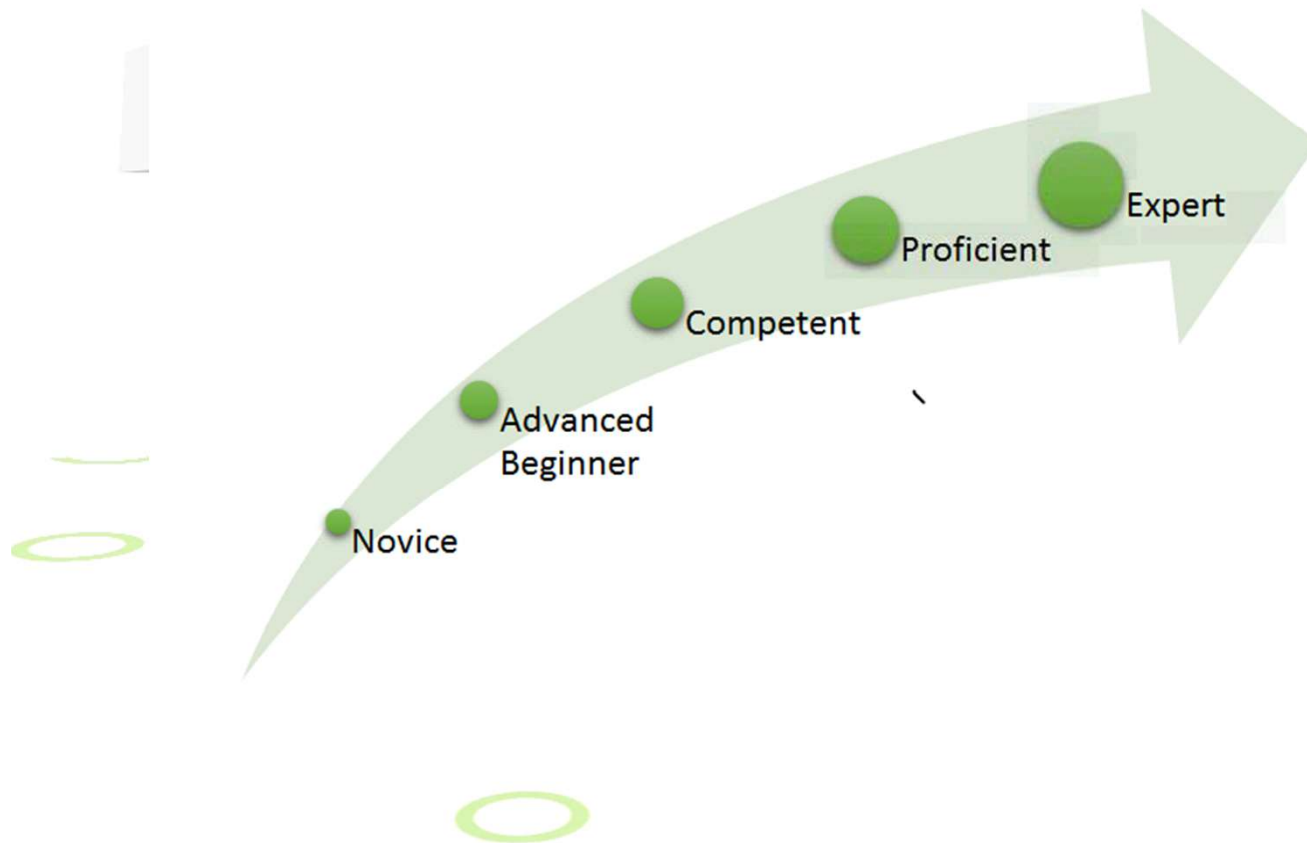 Expert
Proficient
Competent
Advanced
Beginner
Novice